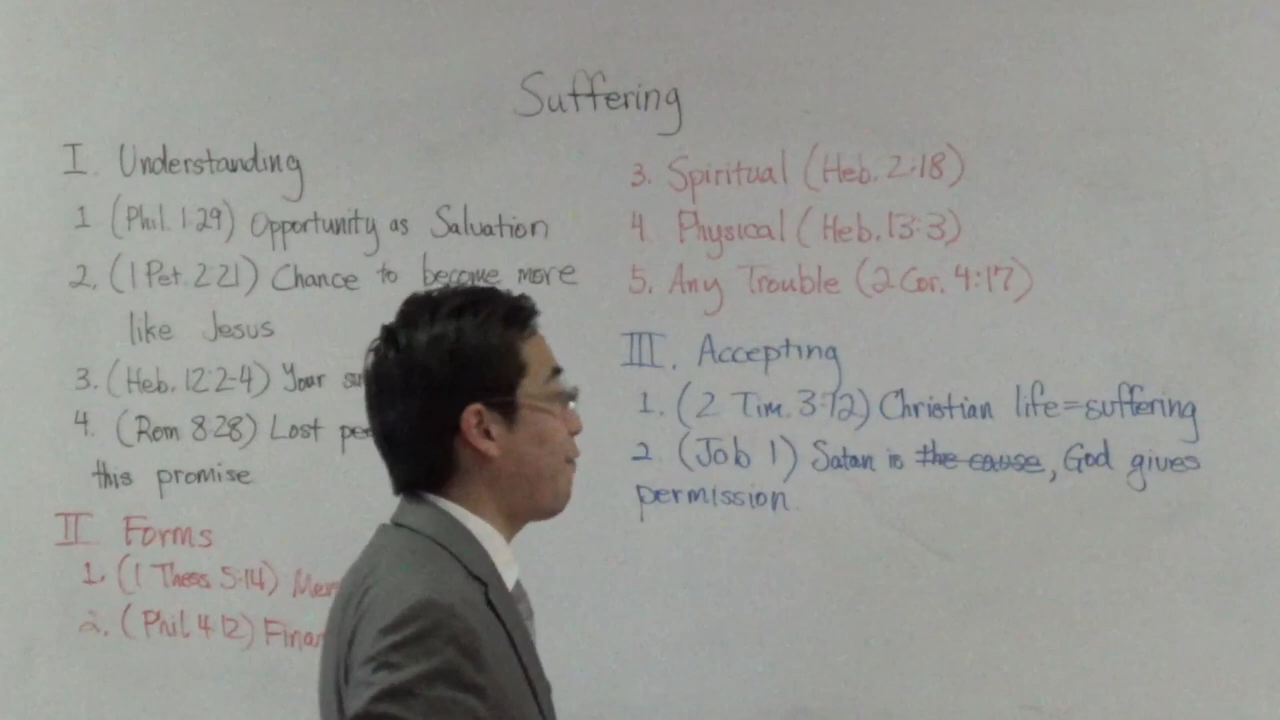 Suffering
I. Understanding
1 (Phil. 1:29) Opportunity as Salvation
2. (1 Pet. 2:21) Chance to become more
like Jesus
3. (Heb. 12:2-4) Your
4. (Rom 8:28) Lost
this promise
II Forms
1. (1 Thess 5:14)
2. (Phil 4:12)
3. Spiritual (Heb. 2:18)
4. Physical (Heb. 13:3)
5. Any Trouble (2 Cor. 4:17)
III. Accepting
1. (2 Tim. 3:12) Christian life=suffering
2. (Job 1) Satan is the cause, God gives
permission.